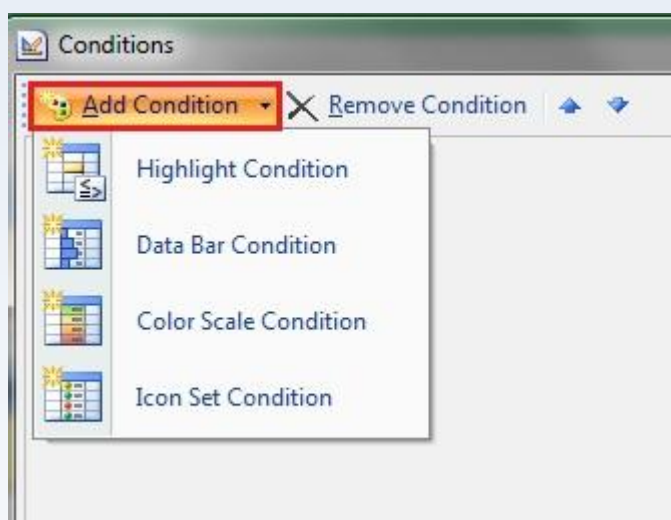 Conditions
Add Condition Remove Condition
Highlight Condition
Data Bar Condition
Color Scale Condition
Icon Set Condition